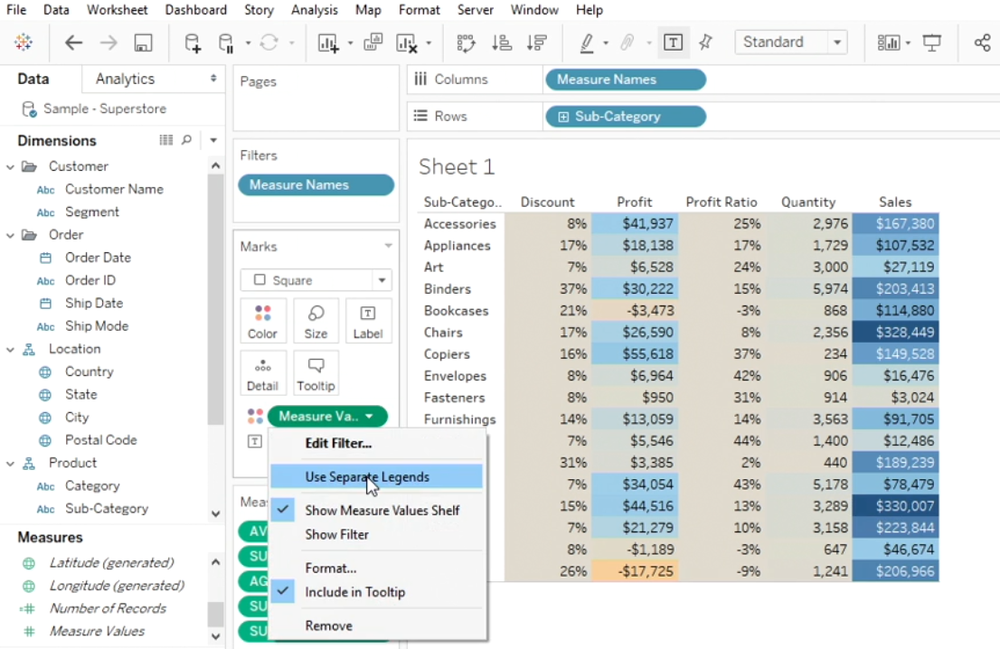 File Data Worksheet Dashboard Story Analysis Map Format Server Window Help
Standard
Data Analytics
Sample - Superstore
Dimensions
Customer
Abc Customer Name
Abc Segment
Order
Order Date
Abc Order ID
Ship Date
Abc Ship Mode
Location
Country
State
City
Postal Code
Product
Abc Category
Abc Sub-Category
Measures
Latitude (generated)
Longitude (generated)
=# Number of Records
# Measure Values
Pages
Filters
Measure Names
Marks
Square
Color Size Label
T
Detail Tooltip
Measure Va..
T
Mea
AV
SU
AG
SU
SU
Edit Filter...
Use Separate Legends
Show Measure Values Shelf
Show Filter
Format...
Include in Tooltip
Remove
Columns Measure Names
Rows Sub-Category
Sheet 1
Sub-Catego.. Discount Profit Profit Ratio Quantity Sales
Accessories 8% $41,937 25% 2,976 $167,380
Appliances 17% $18,138 17% 1,729 $107,532
Art 7% $6,528 24% 3,000 $27,119
Binders 37% $30,222 15% 5,974 $203,413
Bookcases 21% -$3,473 -3% 868 $114,880
Chairs 17% $26,590 8% 2,356 $328,449
Copiers 16% $55,618 37% 234 $149,528
Envelopes 8% $6,964 42% 906 $16,476
Fasteners 8% $950 31% 914 $3,024
Furnishings 14% $13,059 14% 3,563 $91,705
7% $5,546 44% 1,400 $12,486
31% $3,385 2% 440 $189,239
7% $34,054 43% 5,178 $78,479
15% $44,516 13% 3,289 $330,007
7% $21,279 10% 3,158 $223,844
8% -$1,189 -3% 647 $46,674
26% -$17,725 -9% 1,241 $206,966